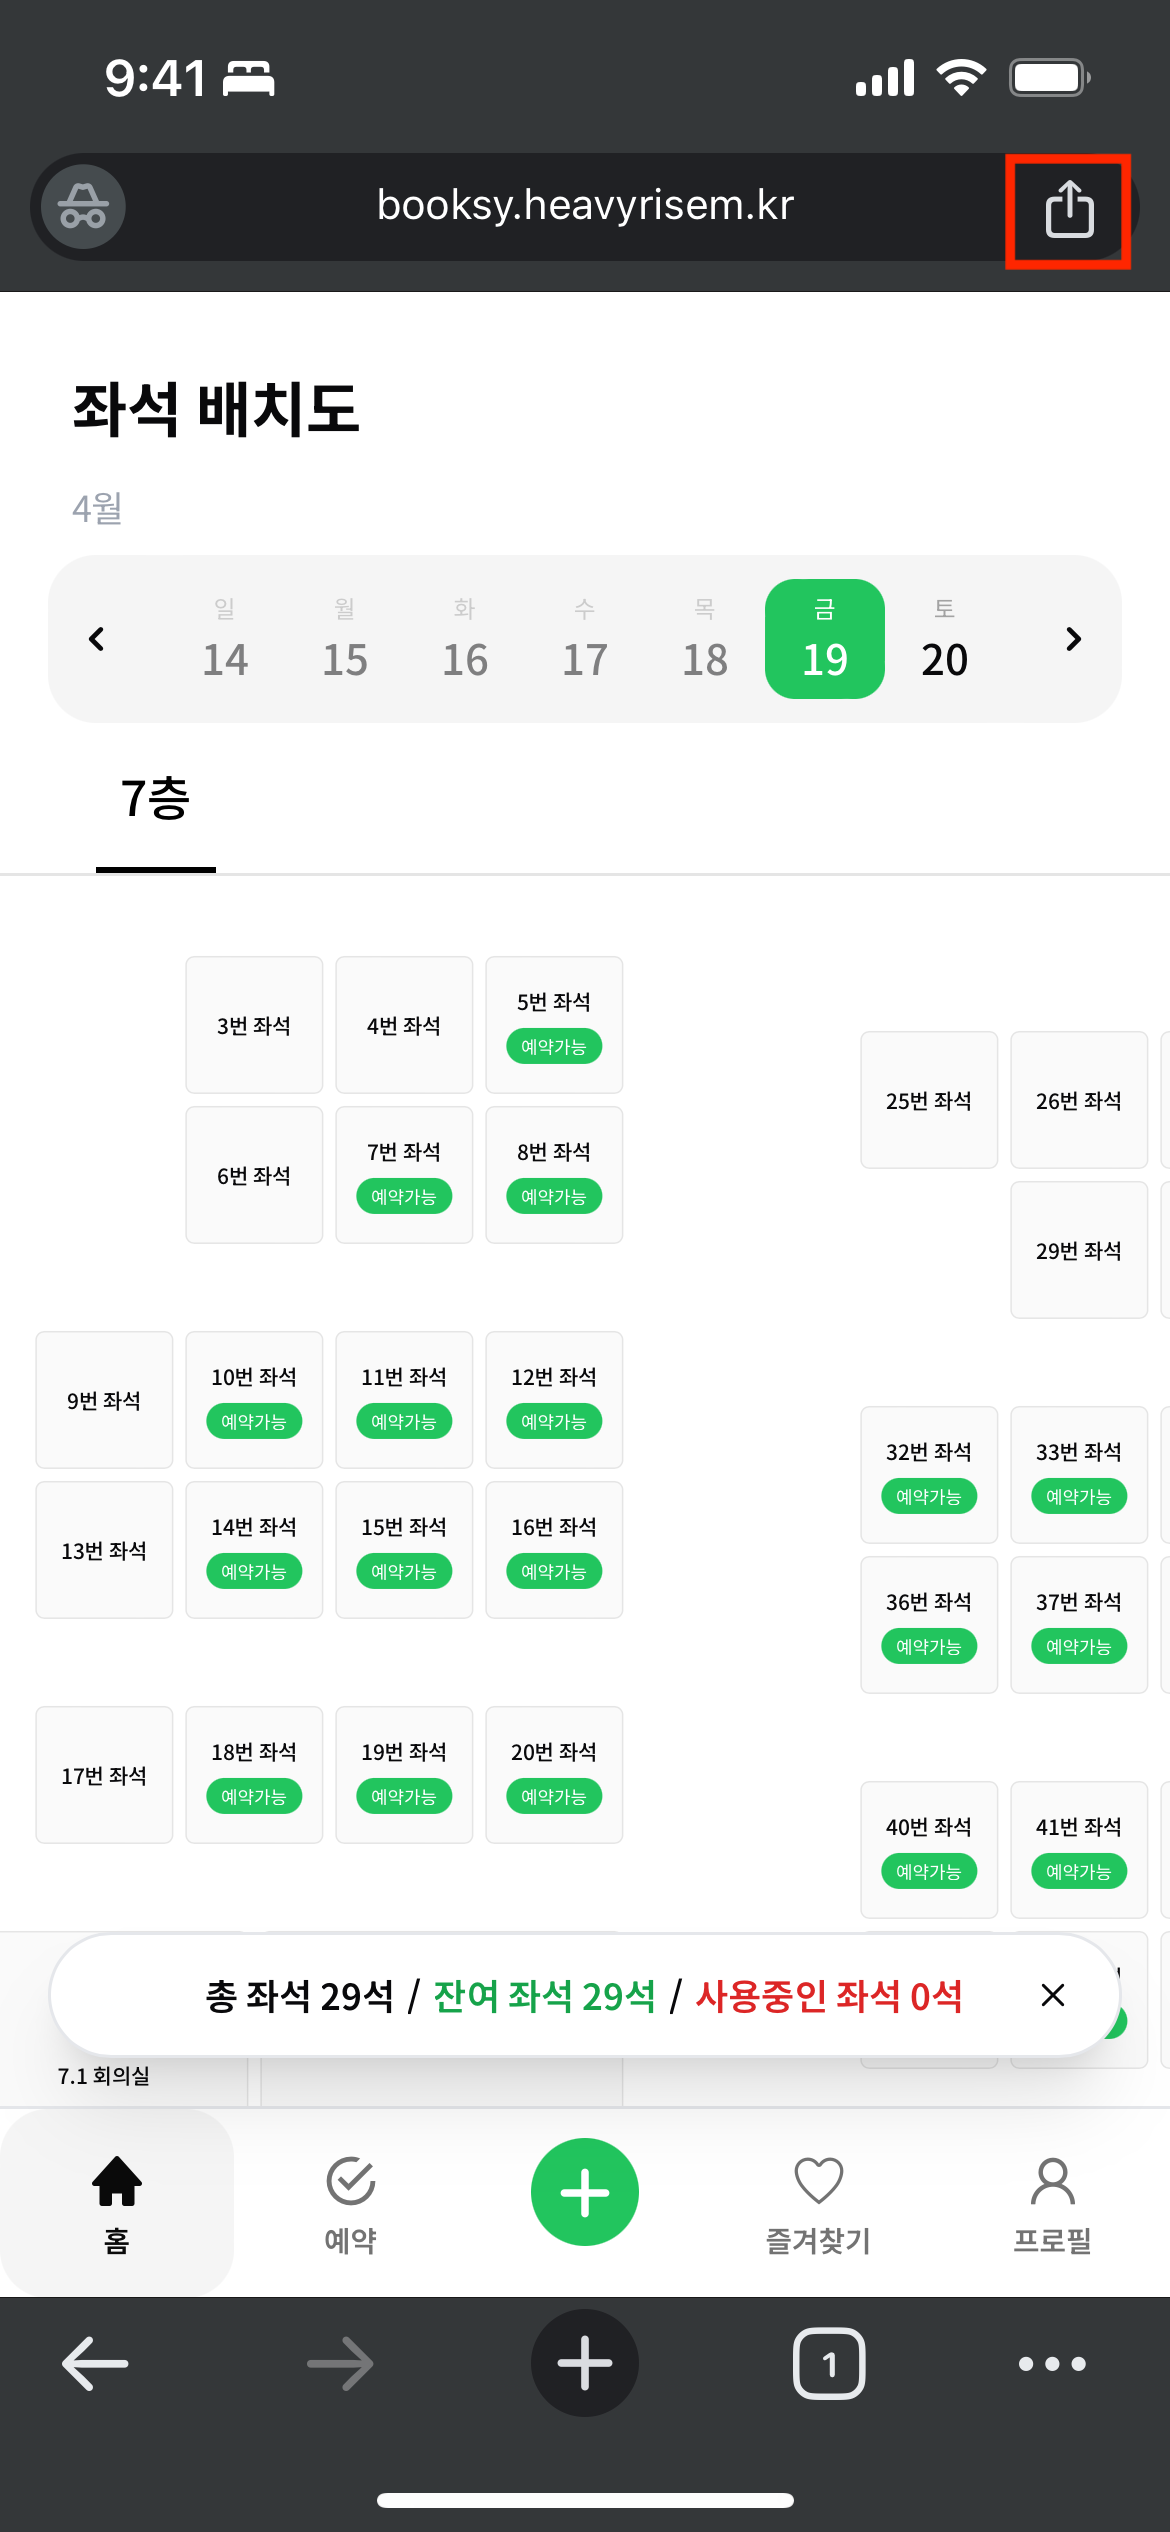 9:41
booksy.heavyrisem.kr
좌석 배치도
4월
일 월 화 수 목 금 토
14 15 16 17 18 19 20
7층
3번 좌석
4번 좌석
5번 좌석
예약가능
6번 좌석
7번 좌석
예약가능
8번 좌석
예약가능
25번 좌석
26번 좌석
29번 좌석
9번 좌석
10번 좌석
예약가능
11번 좌석
예약가능
12번 좌석
예약가능
13번 좌석
14번 좌석
예약가능
15번 좌석
예약가능
16번 좌석
예약가능
32번 좌석
예약가능
33번 좌석
예약가능
36번 좌석
예약가능
37번 좌석
예약가능
17번 좌석
18번 좌석
예약가능
19번 좌석
예약가능
20번 좌석
예약가능
40번 좌석
예약가능
41번 좌석
예약가능
총 좌석 29석 / 잔여 좌석 29석 / 사용중인 좌석 0석
7.1 회의실
홈
예약
즐겨찾기
프로필
1